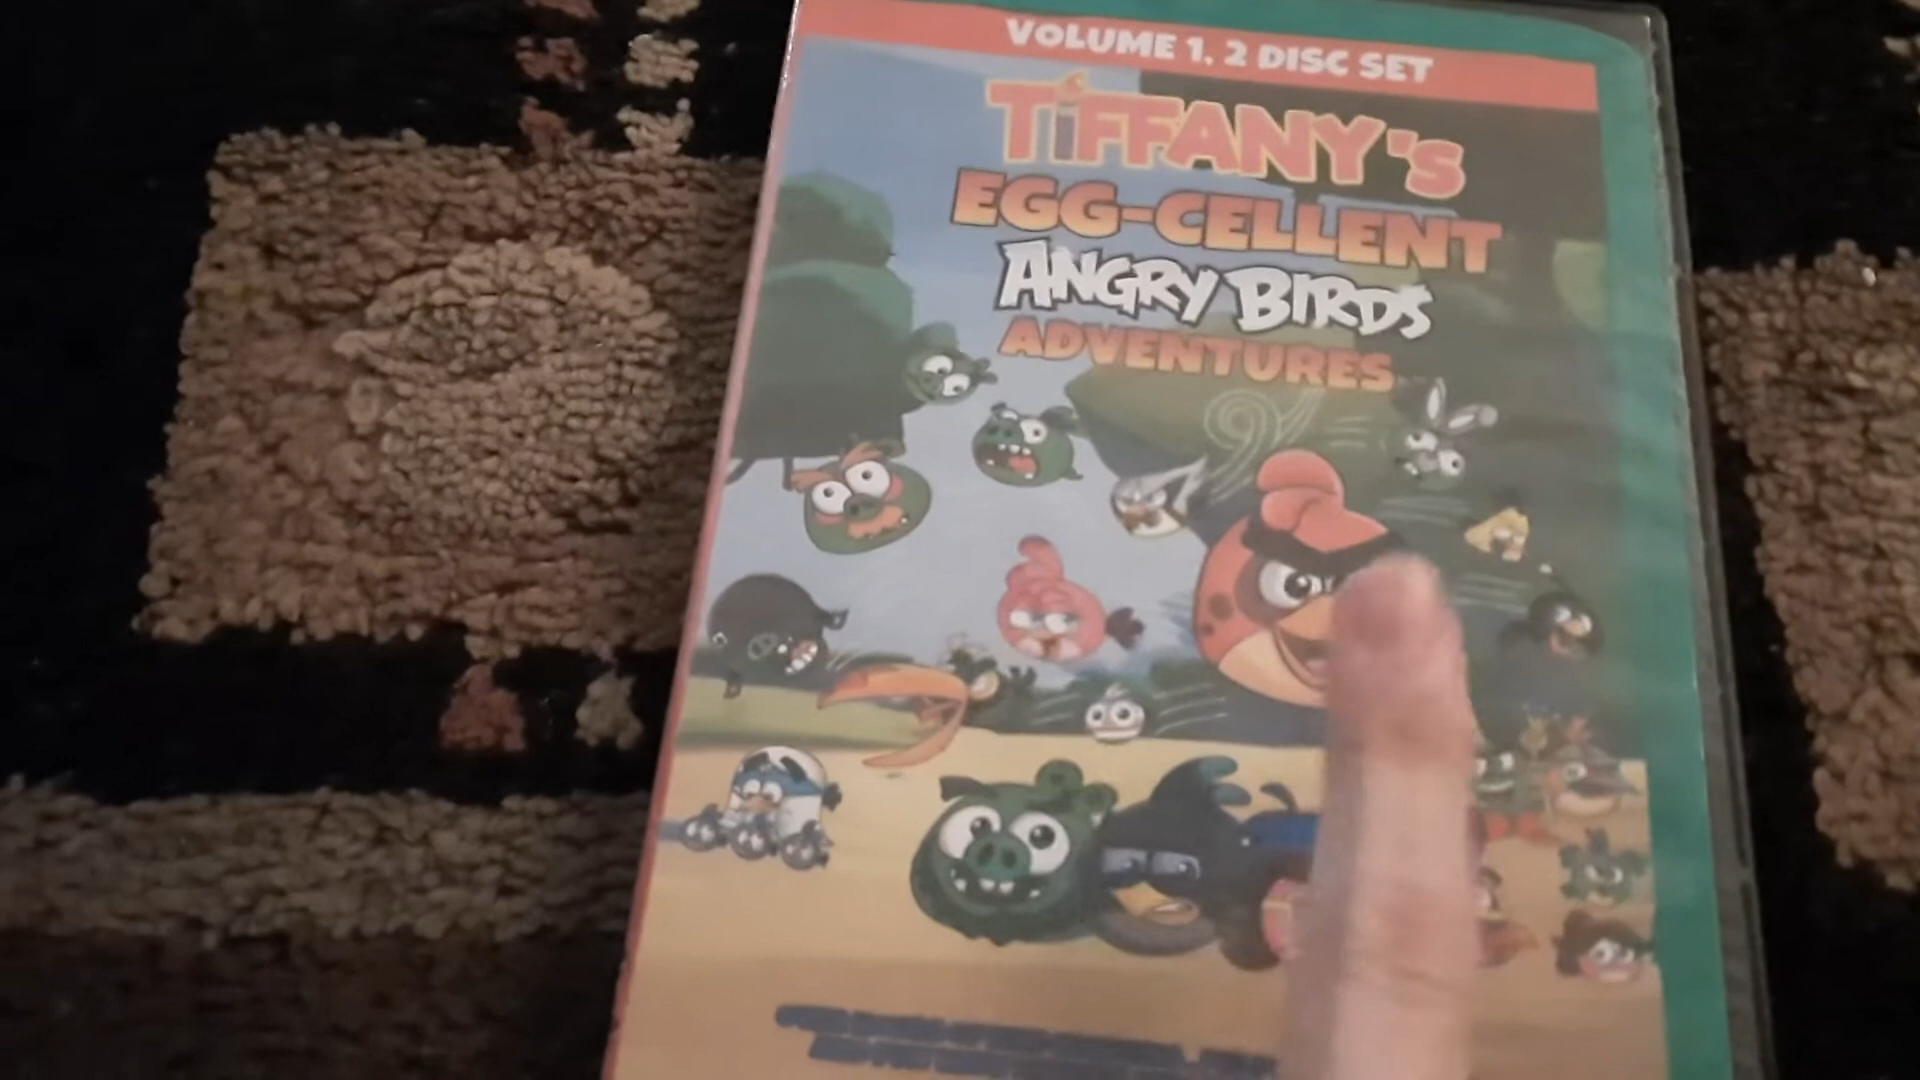 VOLUME 1, 2 DISC SET
TiFFANY's
EGG-CELLENT
ANGRY BIRDS
ADVENTURES